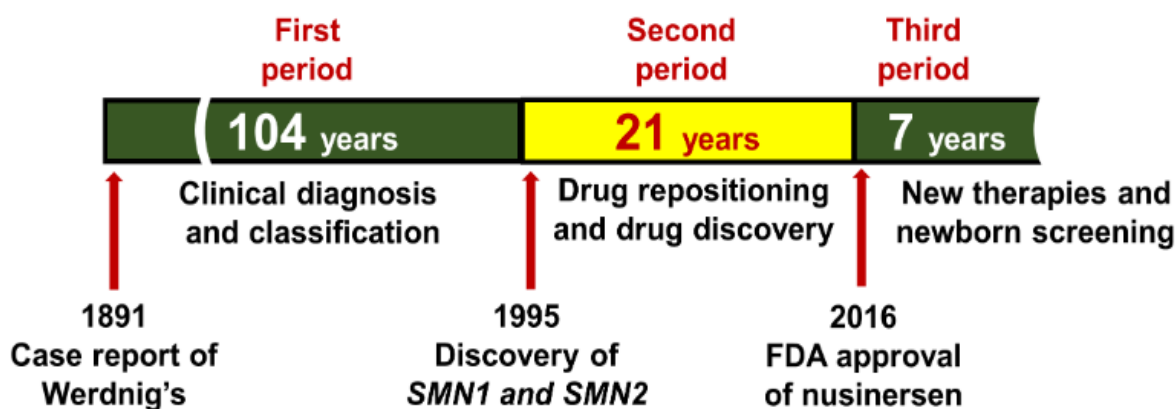 First
period
Second
period
Third
period
104 years
21 years
7 years
Clinical diagnosis
and classification
Drug repositioning
and drug discovery
New therapies and
newborn screening
1891
Case report of
Werdnig's
1995
Discovery of
SMN1 and SMN2
2016
FDA approval
of nusinersen